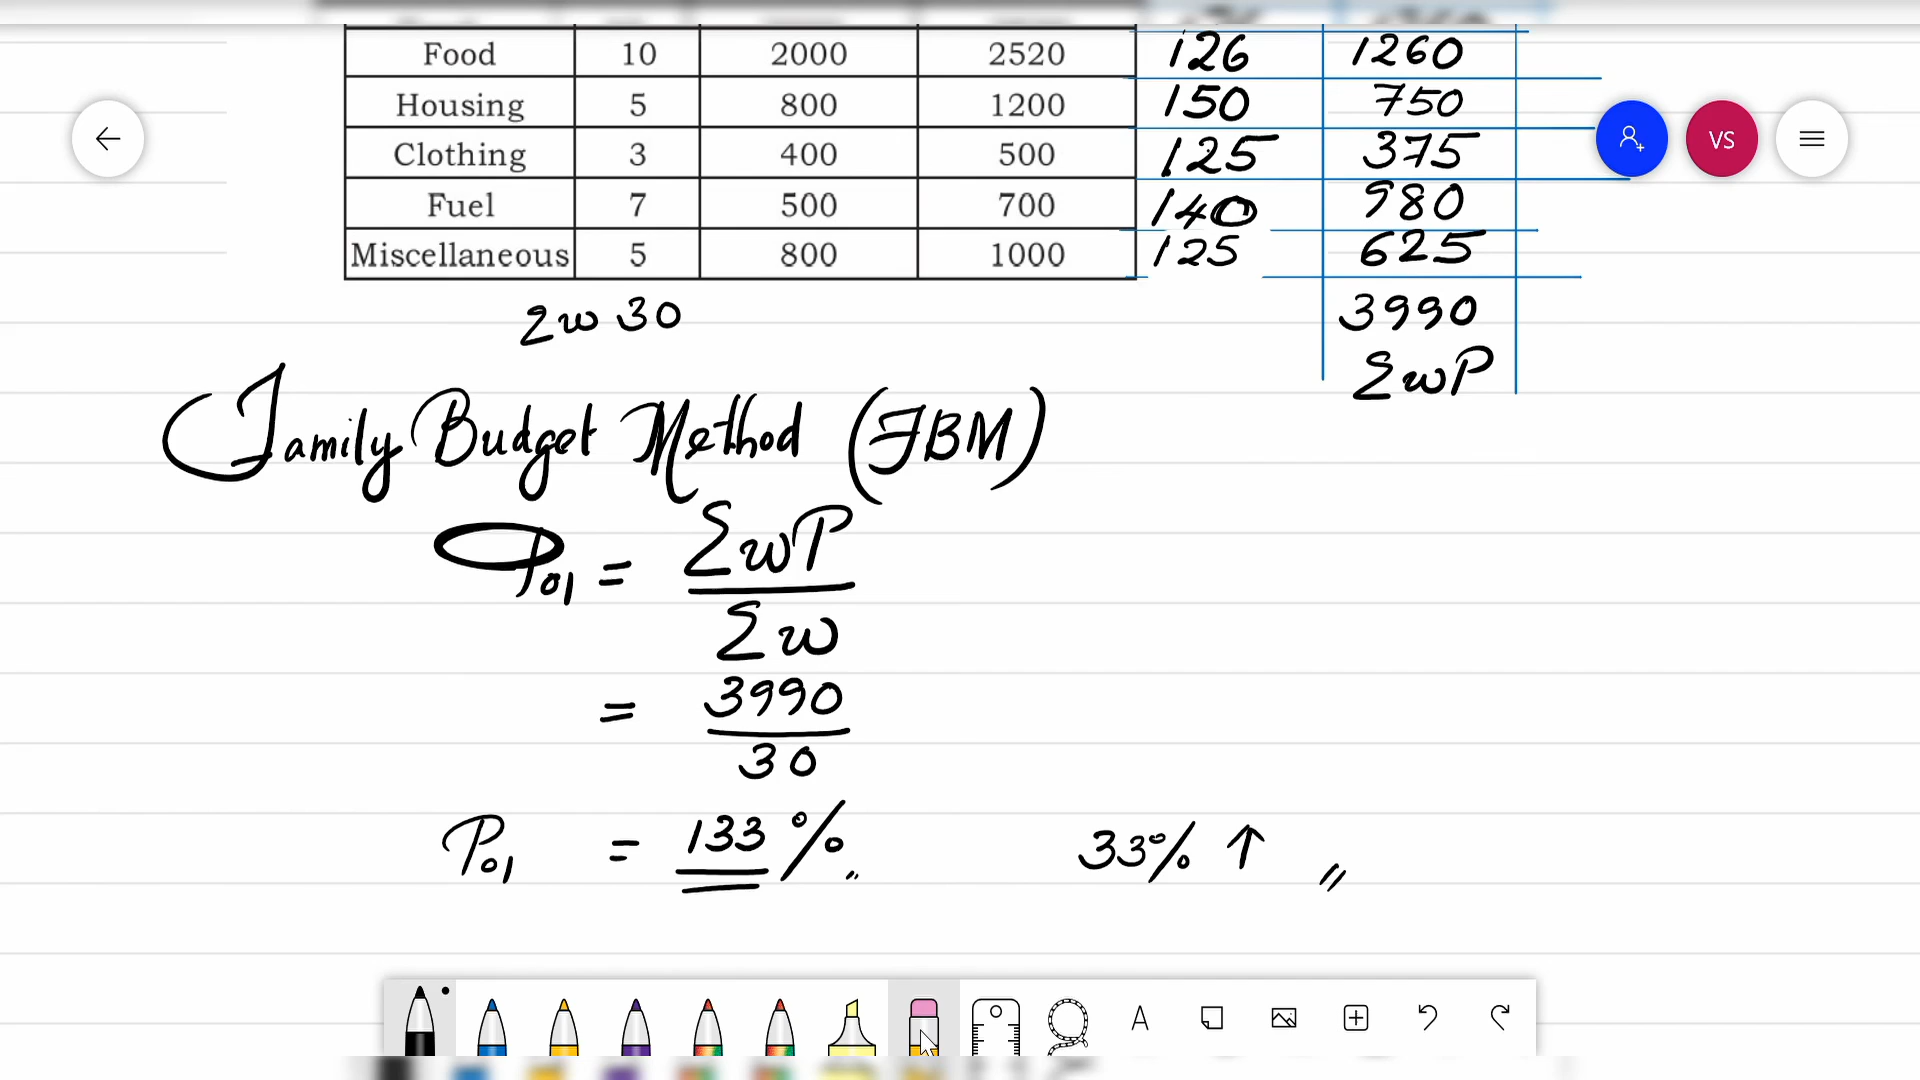 Food 10 2000 2520 126 1260
Housing 5 800 1200 150 750
Clothing 3 400 500 125 375
Fuel 7 500 700 140 980
Miscellaneous 5 800 1000 125 625
Σw 30 3990
ΣwP
VS
Family Budget Method (FBM)
P01 = ΣwP
Σw
= 3990
30
P01 = 133 % 33% ↑
A